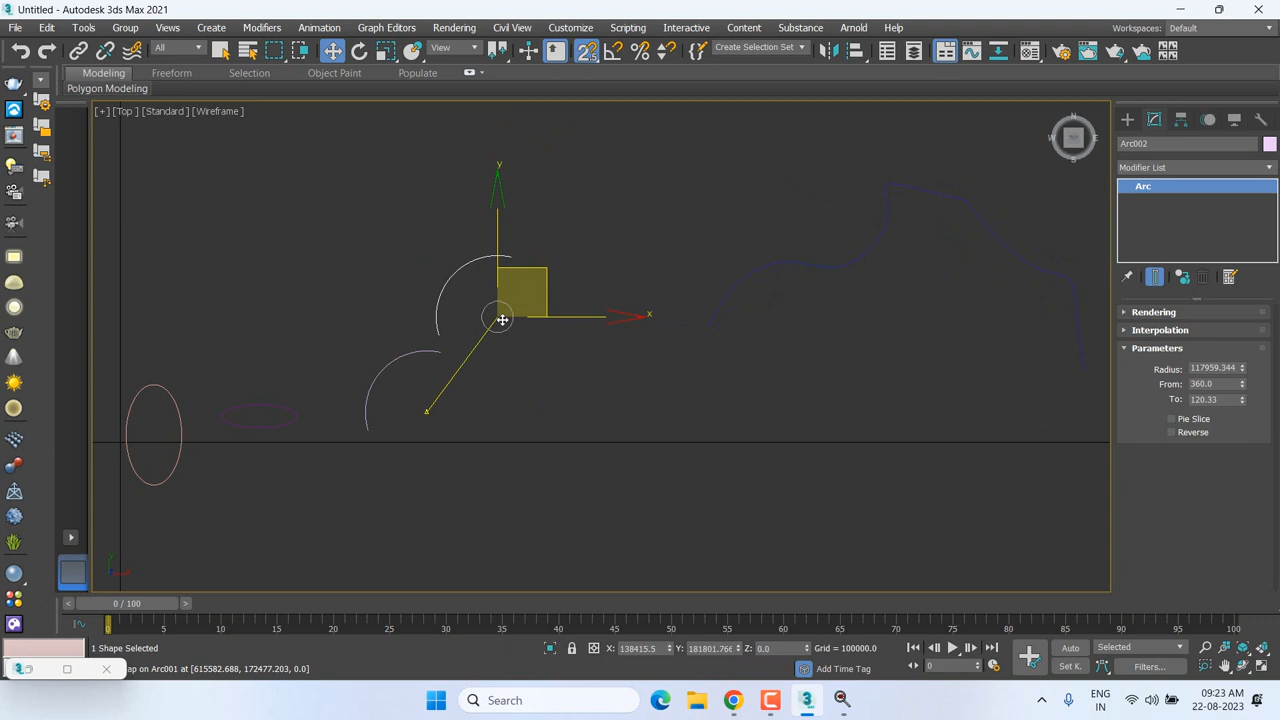 Untitled - Autodesk 3ds Max 2021
File Edit Tools Group Views Create Modifiers Animation Graph Editors Rendering Civil View Customize Scripting Interactive Content Substance Arnold Help Workspaces: Default
All View Create Selection Set
Modeling Freeform Selection Object Paint Populate
Polygon Modeling
[+] [Top ] [Standard ] [Wireframe ]
N
W E
S
Arc002
Modifier List
Arc
y
x
Rendering
Interpolation
Parameters
Radius: 117959.344
From: 360.0
To: 120.33
Pie Slice
Reverse
0 / 100
0 5 10 15 20 25 30 35 40 45 50 55 60 65 70 75 80 85 90 95 100
1 Shape Selected X: 138415.5 Y: 181801.766 Z: 0.0 Grid = 100000.0 Auto Selected
ap on Arc001 at [615582.688, 172477.203, 0.0] Add Time Tag 0 Set K. Filters...
Search
ENG
IN
09:23 AM
22-08-2023